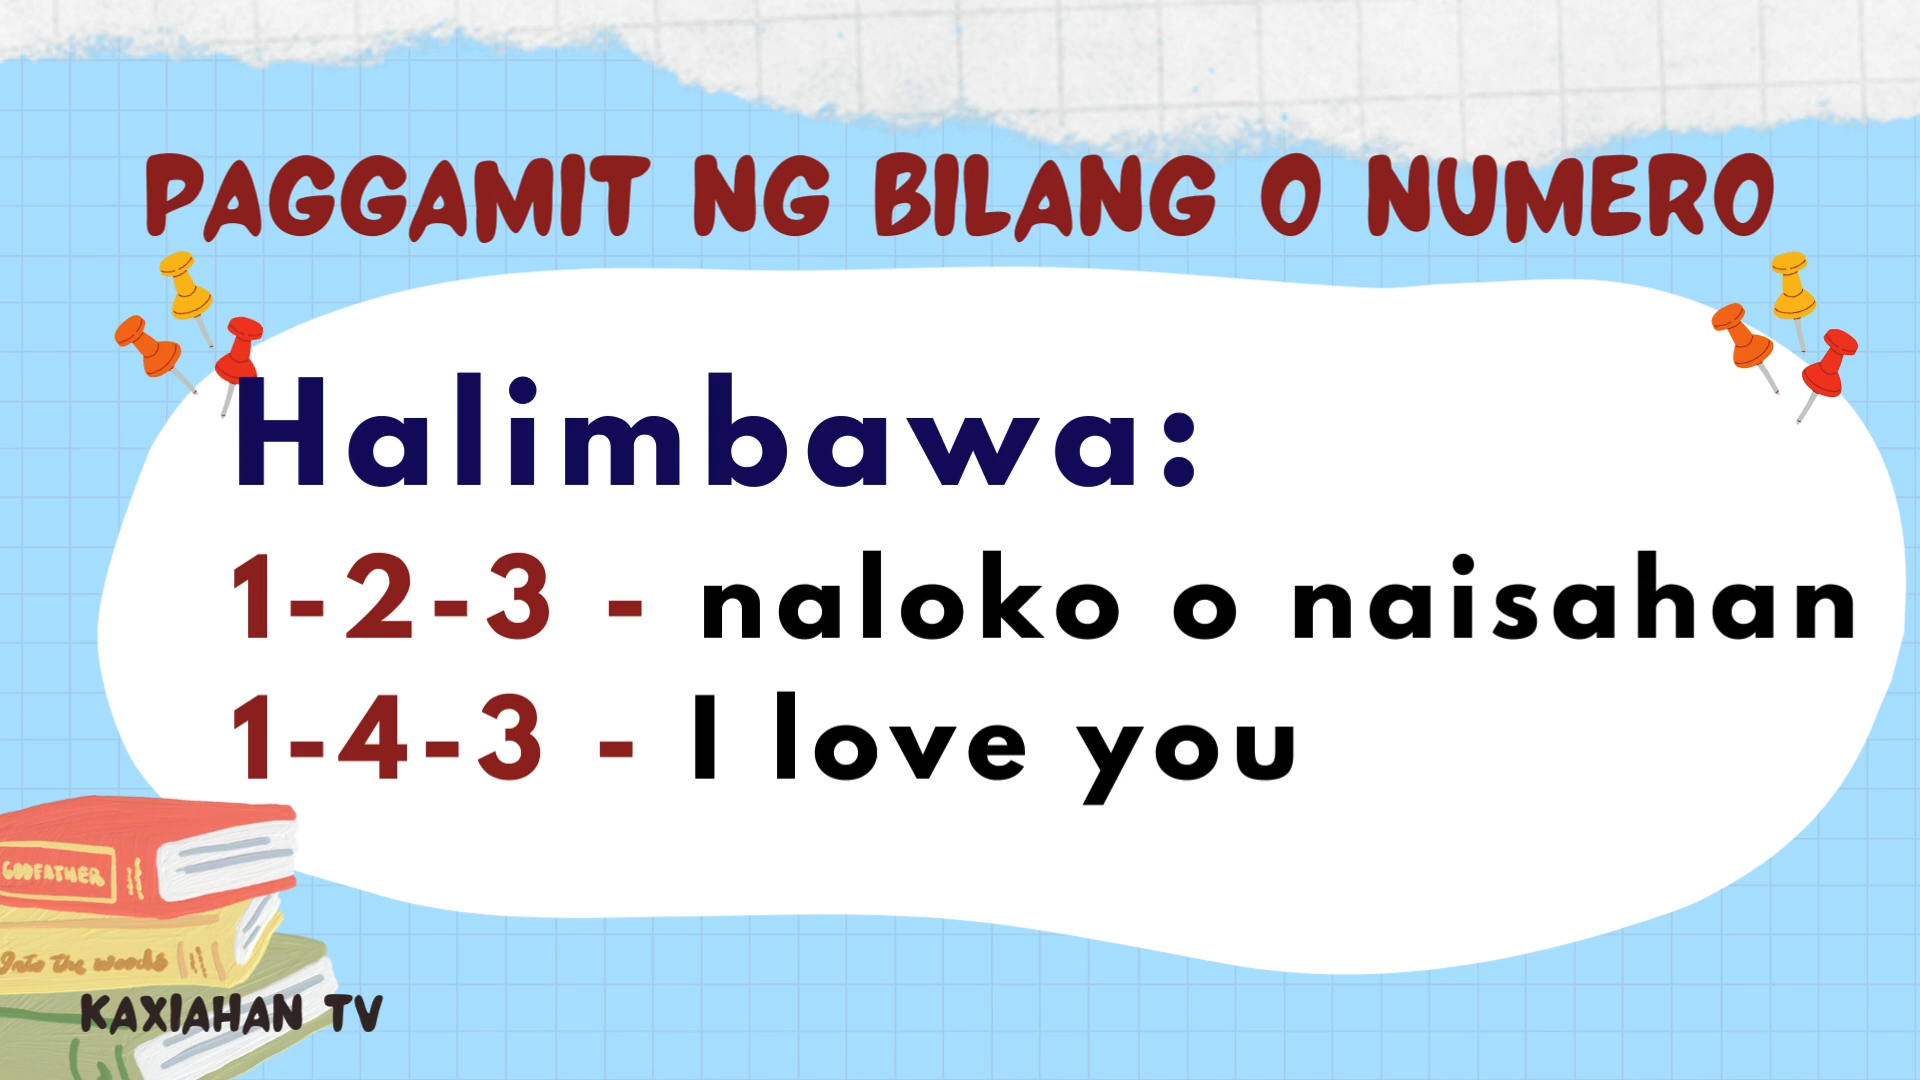 PAGGAMIT NG BILANG O NUMERO
Halimbawa:
1-2-3 - naloko o naisahan
1-4-3 - I love you
GODFATHER
Into the woods
KAXIAHAN TV